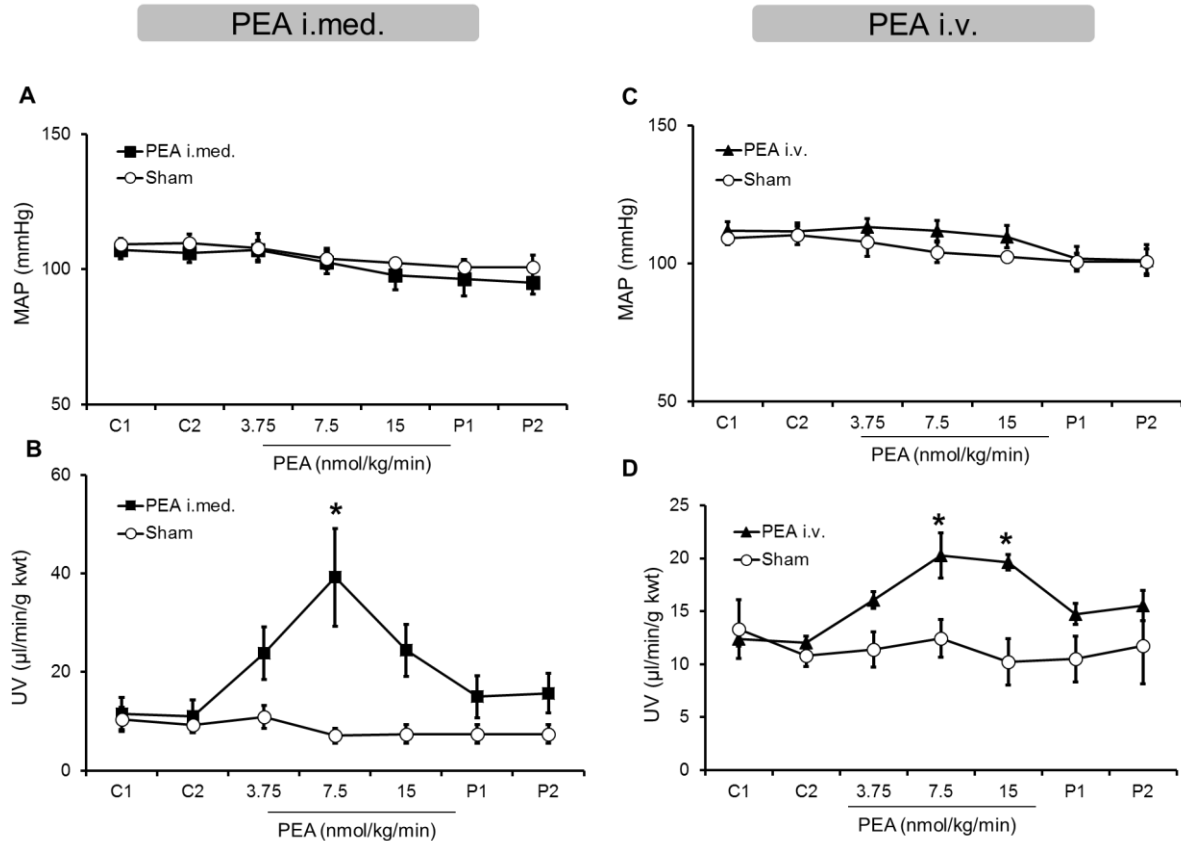 PEA i.med.
PEA i.v.
A
150
100
50
MAP (mmHg)
PEA i.med.
Sham
C1 C2 3.75 7.5 15 P1 P2
PEA (nmol/kg/min)
C
150
100
50
MAP (mmHg)
PEA i.v.
Sham
C1 C2 3.75 7.5 15 P1 P2
PEA (nmol/kg/min)
B
60
40
20
0
UV (µl/min/g kwt)
PEA i.med.
Sham
*
C1 C2 3.75 7.5 15 P1 P2
PEA (nmol/kg/min)
D
25
20
15
10
5
0
UV (µl/min/g kwt)
PEA i.v.
Sham
* *
C1 C2 3.75 7.5 15 P1 P2
PEA (nmol/kg/min)